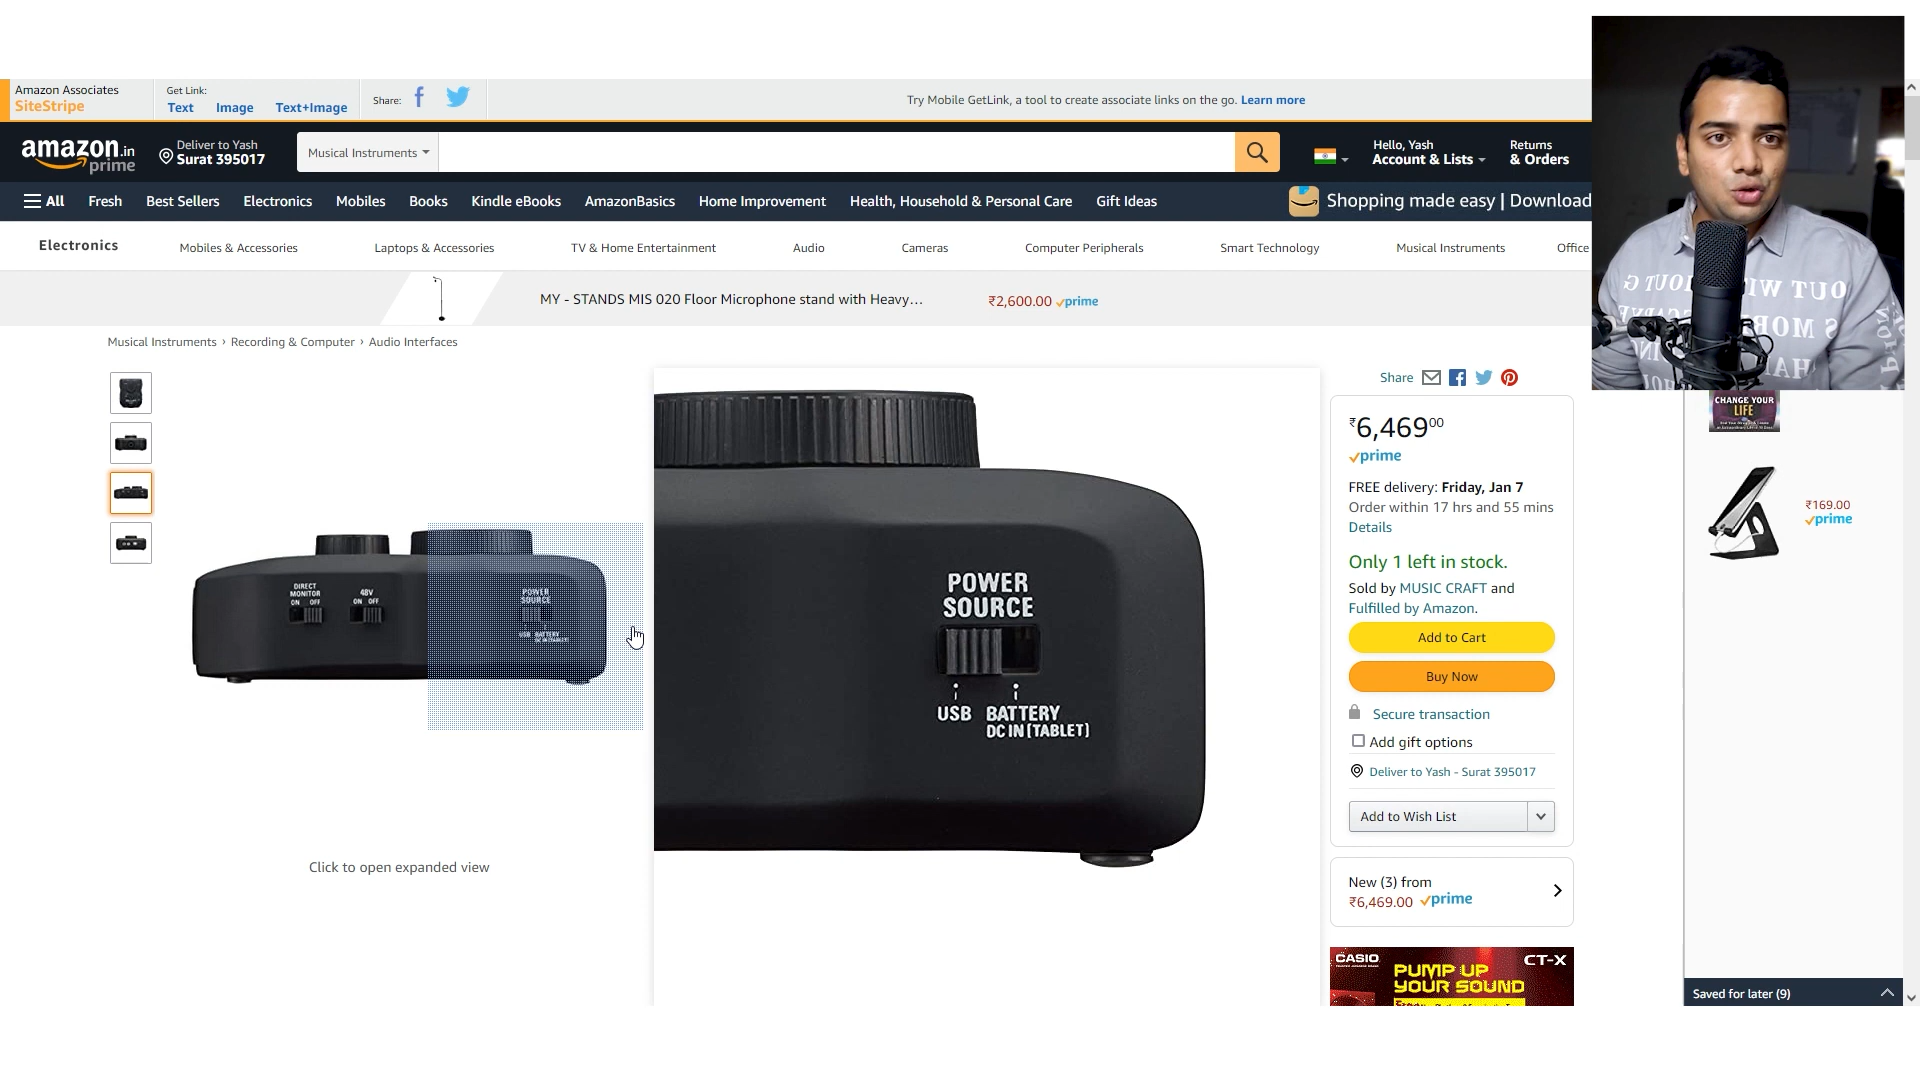 Amazon Associates
SiteStripe
Get Link:
Text Image Text+Image
Share:
Try Mobile GetLink, a tool to create associate links on the go. Learn more
amazon.in
prime
Deliver to Yash
Surat 395017
Musical Instruments
Hello, Yash
Account & Lists
Returns
& Orders
All Fresh Best Sellers Electronics Mobiles Books Kindle eBooks AmazonBasics Home Improvement Health, Household & Personal Care Gift Ideas
Shopping made easy | Download
Electronics Mobiles & Accessories Laptops & Accessories TV & Home Entertainment Audio Cameras Computer Peripherals Smart Technology Musical Instruments Office
MY - STANDS MIS 020 Floor Microphone stand with Heavy…
₹2,600.00 prime
Musical Instruments › Recording & Computer › Audio Interfaces
DIRECT
MONITOR
ON OFF
48V
ON OFF
POWER
SOURCE
USB BATTERY
DC IN [TABLET]
Click to open expanded view
POWER
SOURCE
USB BATTERY
DC IN [TABLET]
Share
₹6,46900
prime
FREE delivery: Friday, Jan 7
Order within 17 hrs and 55 mins
Details
Only 1 left in stock.
Sold by MUSIC CRAFT and
Fulfilled by Amazon.
Add to Cart
Buy Now
Secure transaction
Add gift options
Deliver to Yash - Surat 395017
Add to Wish List
New (3) from
₹6,469.00 prime
CASIO
CT-X
PUMP UP
YOUR SOUND
CHANGE YOUR
LIFE
₹169.00
prime
Saved for later (9)